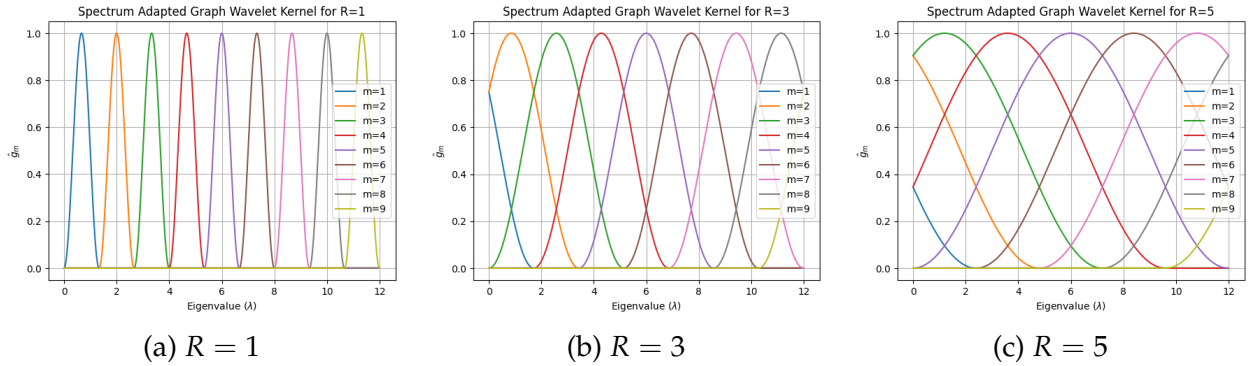 Spectrum Adapted Graph Wavelet Kernel for R=1
1.0
0.8
0.6
0.4
0.2
0.0
ĝₘ
m=1
m=2
m=3
m=4
m=5
m=6
m=7
m=8
m=9
0 2 4 6 8 10 12
Eigenvalue (λ)
(a) R = 1
Spectrum Adapted Graph Wavelet Kernel for R=3
1.0
0.8
0.6
0.4
0.2
0.0
ĝₘ
m=1
m=2
m=3
m=4
m=5
m=6
m=7
m=8
m=9
0 2 4 6 8 10 12
Eigenvalue (λ)
(b) R = 3
Spectrum Adapted Graph Wavelet Kernel for R=5
1.0
0.8
0.6
0.4
0.2
0.0
ĝₘ
m=1
m=2
m=3
m=4
m=5
m=6
m=7
m=8
m=9
0 2 4 6 8 10 12
Eigenvalue (λ)
(c) R = 5